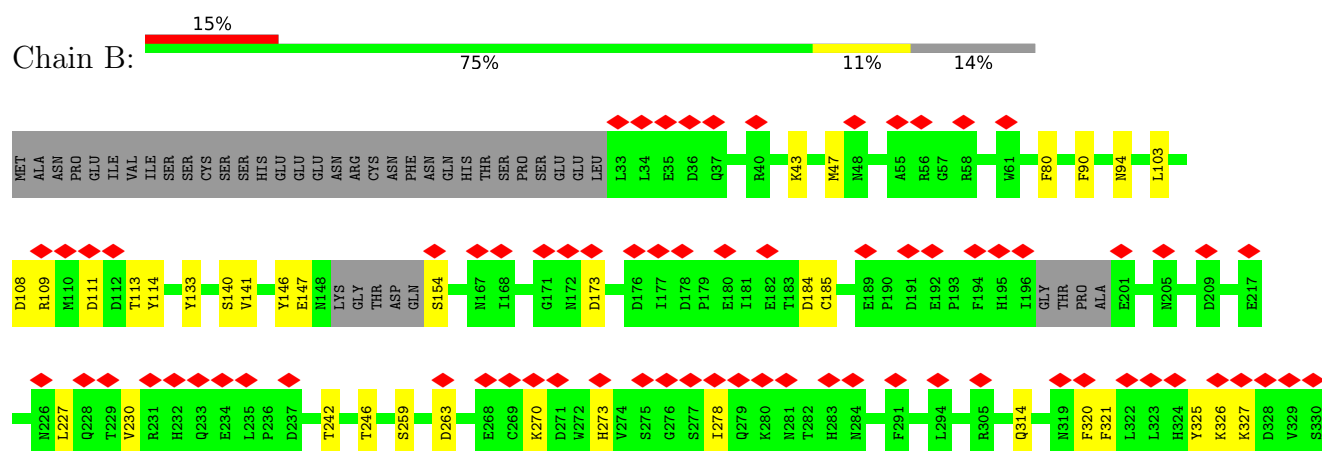 15%
Chain B:
75% 11% 14%
MET ALA ASN PRO GLU ILE VAL ILE SER SER CYS SER SER HIS GLU GLU GLU ASN ARG CYS ASN PHE ASN GLN HIS THR SER PRO SER GLU GLU LEU L33 L34 E35 D36 Q37 R40 K43 M47 N48 A55 R56 G57 R58 W61 F80 F90 N94 L103
D108 R109 M110 D111 D112 T113 Y114 Y133 S140 V141 Y146 E147 N148 LYS GLY THR ASP GLN S154 N167 I168 G171 N172 D173 D176 I177 D178 P179 E180 I181 E182 T183 D184 C185 E189 P190 D191 E192 P193 F194 H195 I196 GLY THR PRO ALA E201 N205 D209 E217
N226 L227 Q228 T229 V230 R231 H232 Q233 E234 L235 P236 D237 T242 T246 S259 D263 E268 C269 K270 D271 W272 H273 V274 S275 G276 S277 I278 Q279 K280 N281 T282 H283 N284 F291 L294 R305 Q314 N319 F320 F321 L322 L323 H324 Y325 K326 K327 D328 V329 S330